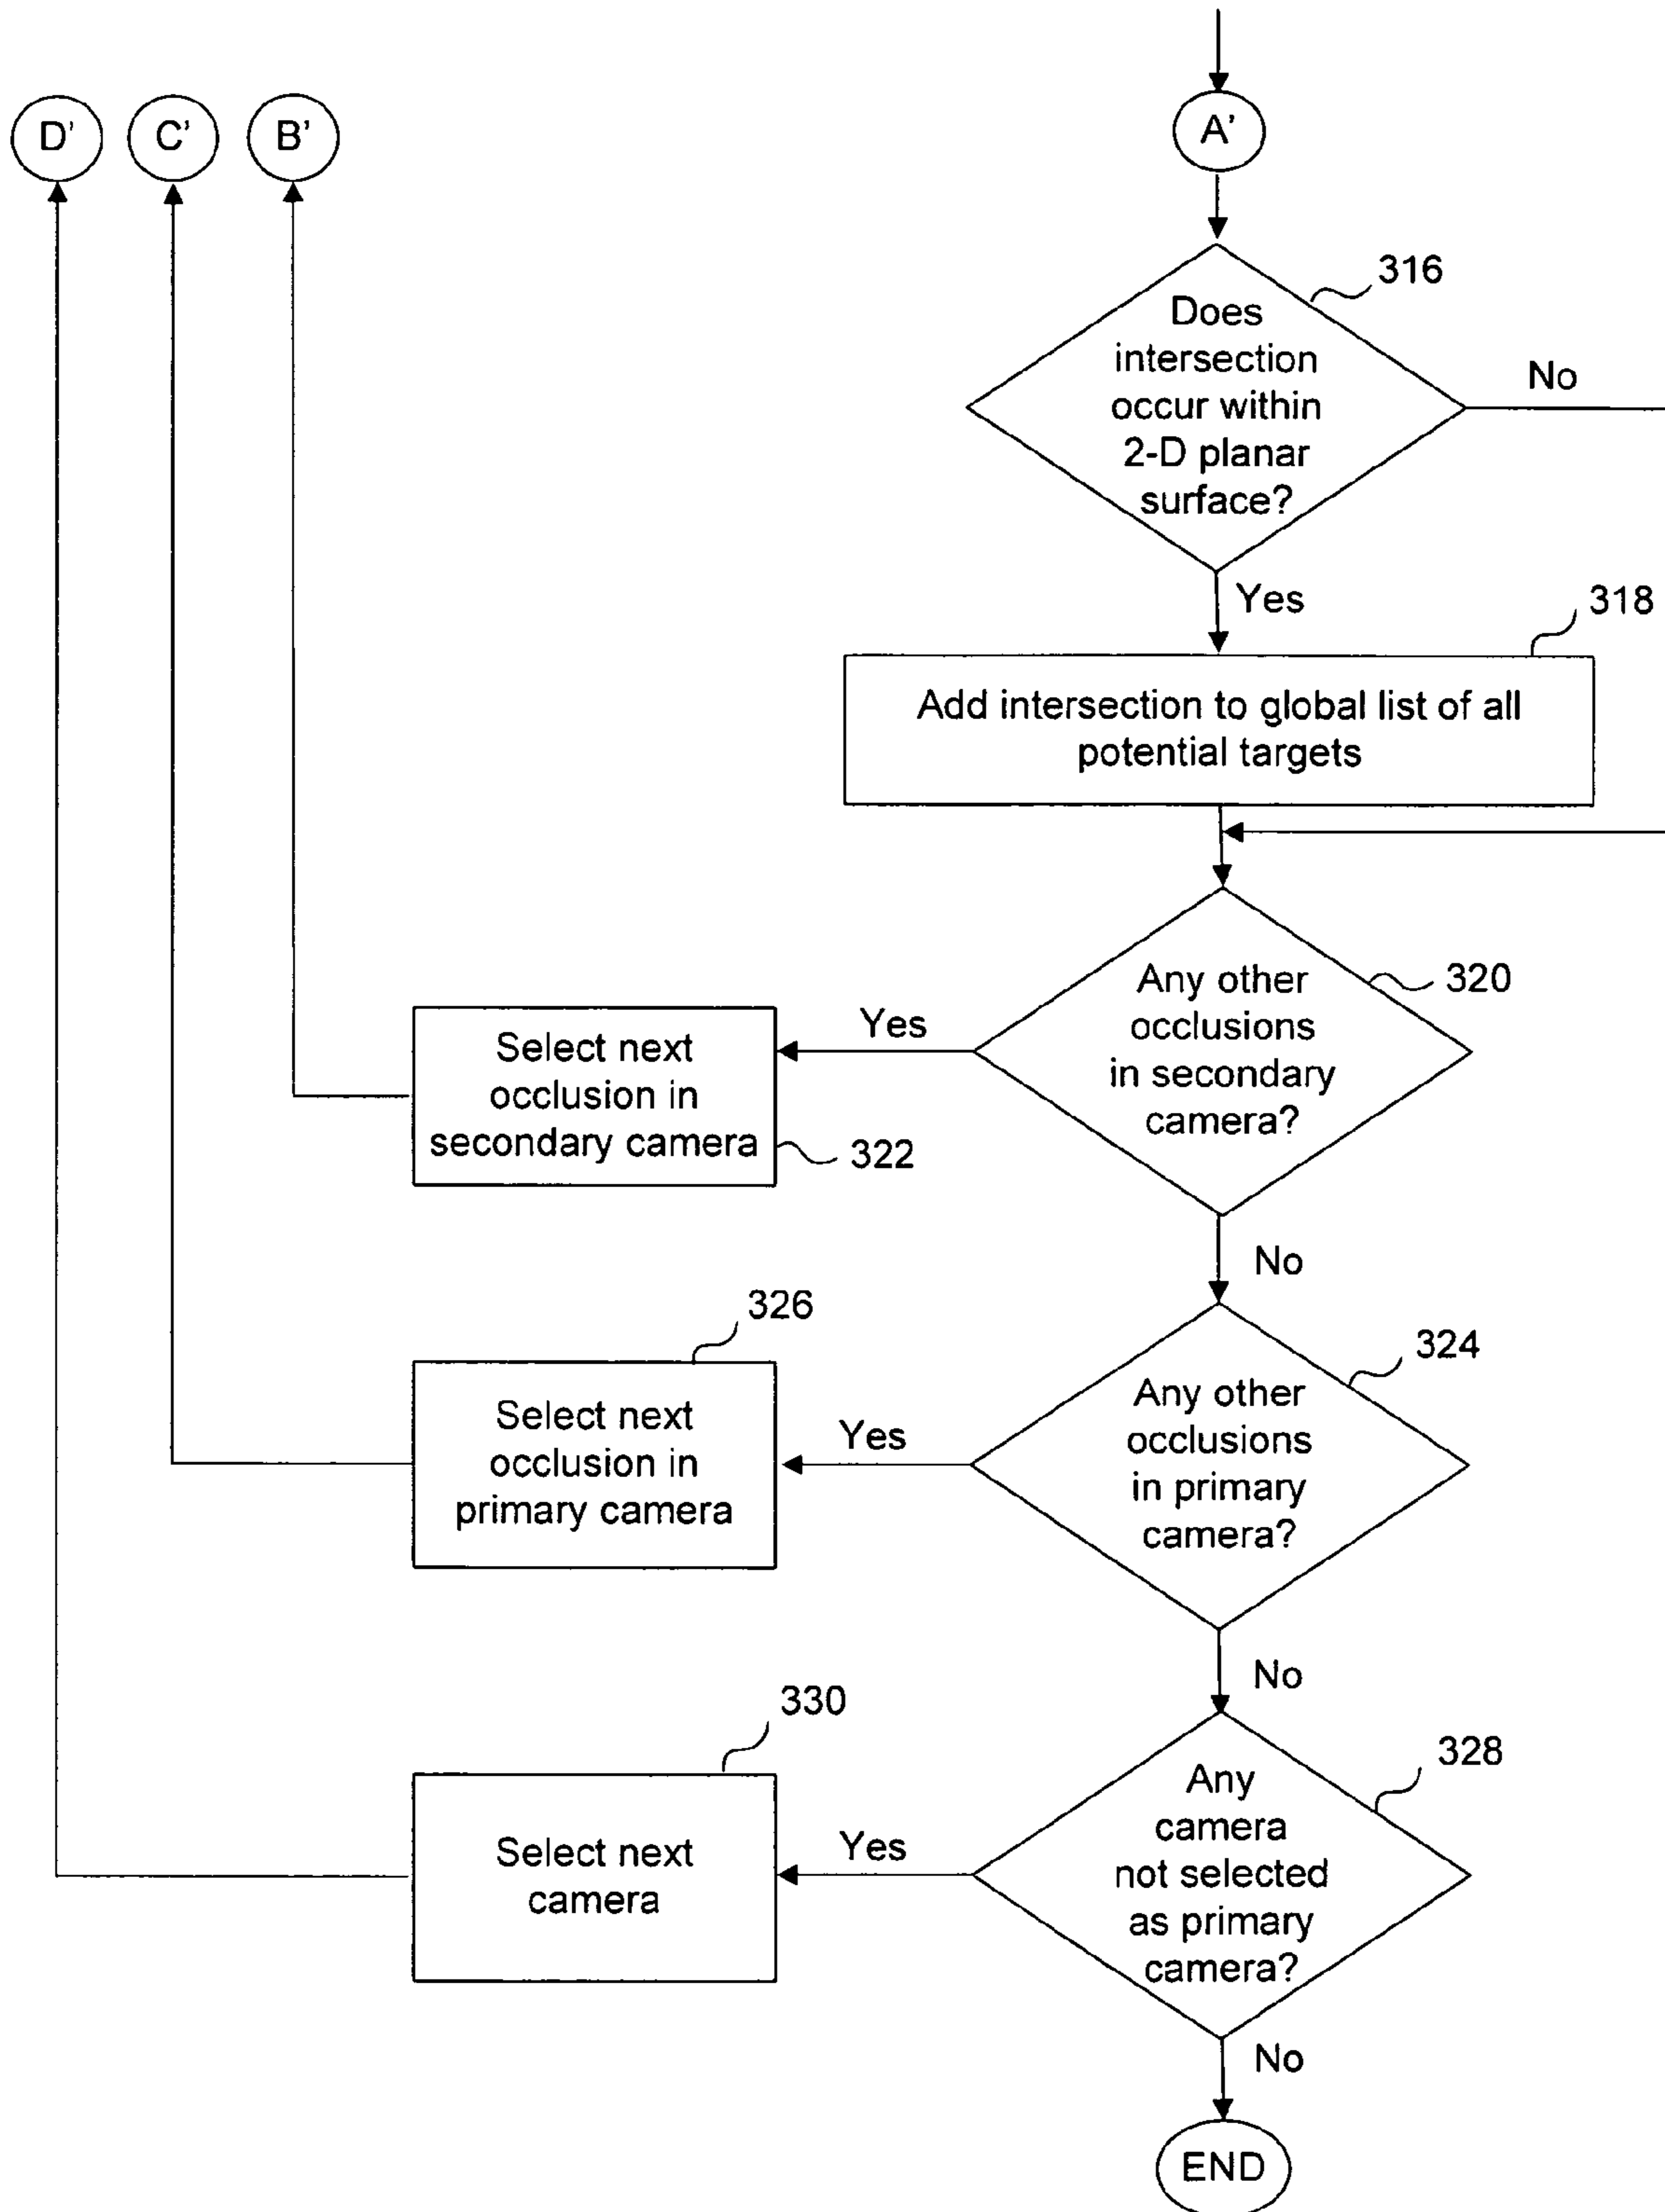 D'
C'
B'
A'
316
Does
intersection
occur within
2-D planar
surface?
No
Yes
318
Add intersection to global list of all
potential targets
Any other
occlusions
in secondary
camera?
320
Yes
Select next
occlusion in
secondary camera
322
No
326
324
Any other
occlusions
in primary
camera?
Yes
Select next
occlusion in
primary camera
No
330
328
Any
camera
not selected
as primary
camera?
Yes
Select next
camera
No
END